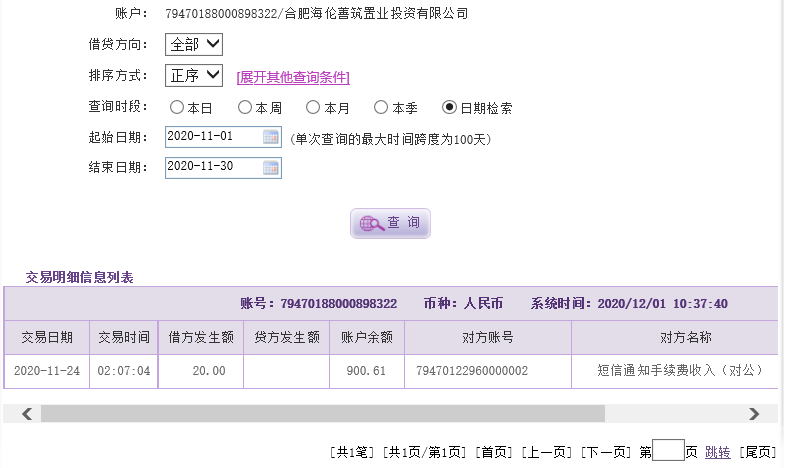 账户： 79470188000898322/合肥海伦善筑置业投资有限公司
借贷方向： 全部
排序方式： 正序 [展开其他查询条件]
查询时段： 本日 本周 本月 本季 日期检索
起始日期： 2020-11-01 (单次查询的最大时间跨度为100天)
结束日期： 2020-11-30
查 询
交易明细信息列表
账号：79470188000898322 币种：人民币 系统时间：2020/12/01 10:37:40
交易日期 交易时间 借方发生额 贷方发生额 账户余额 对方账号 对方名称
2020-11-24 02:07:04 20.00 900.61 79470122960000002 短信通知手续费收入（对公）
[共1笔] [共1页/第1页] [首页] [上一页] [下一页] 第 页 跳转 [尾页]